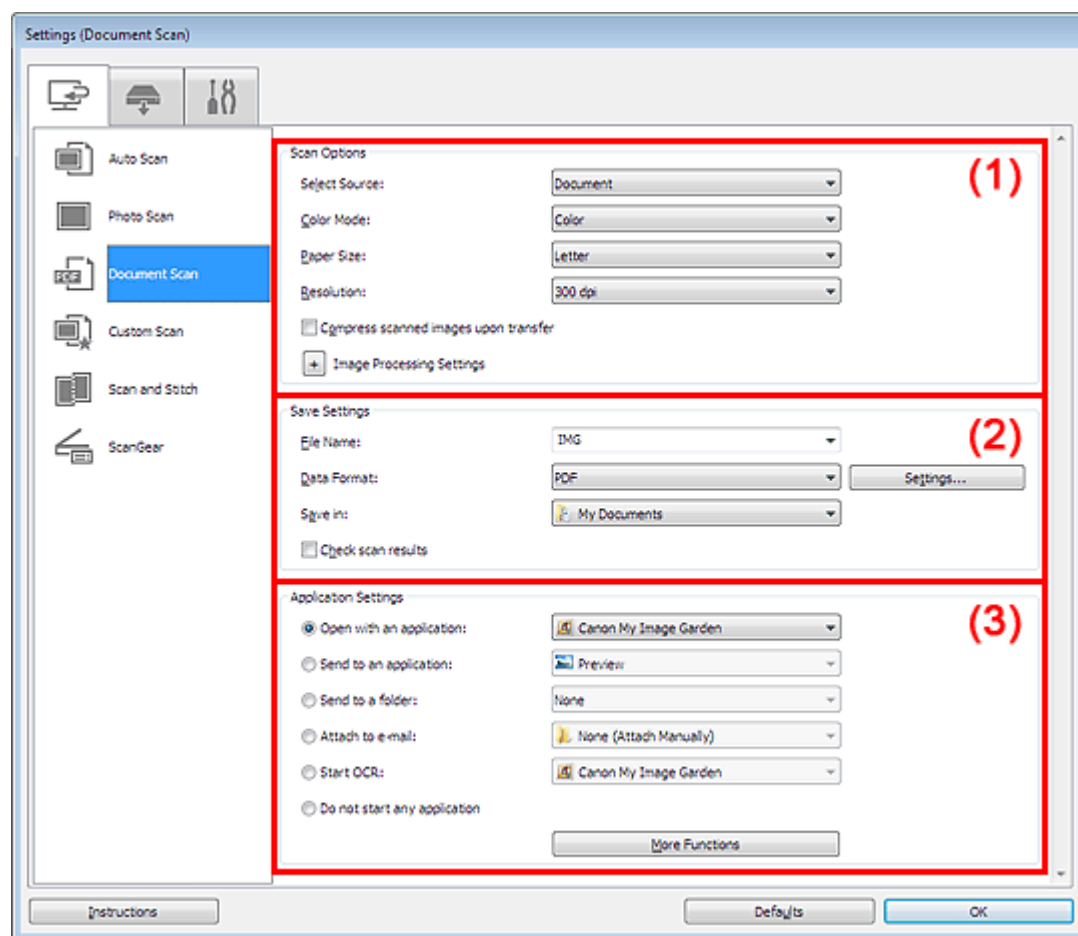 Settings (Document Scan)
Auto Scan
Photo Scan
PDF
Document Scan
Custom Scan
Scan and Stitch
ScanGear
Scan Options
(1)
Select Source: Document
Color Mode: Color
Paper Size: Letter
Resolution: 300 dpi
Compress scanned images upon transfer
+ Image Processing Settings
Save Settings
(2)
File Name: IMG
Data Format: PDF Settings...
Save in: My Documents
Check scan results
Application Settings
(3)
Open with an application: Canon My Image Garden
Send to an application: Preview
Send to a folder: None
Attach to e-mail: None (Attach Manually)
Start OCR: Canon My Image Garden
Do not start any application
More Functions
Instructions Defaults OK